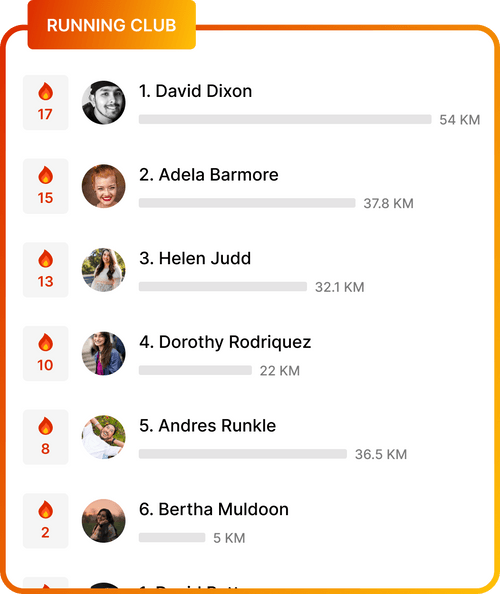 RUNNING CLUB
17
1. David Dixon
54 KM
15
2. Adela Barmore
37.8 KM
13
3. Helen Judd
32.1 KM
10
4. Dorothy Rodriquez
22 KM
8
5. Andres Runkle
36.5 KM
2
6. Bertha Muldoon
5 KM